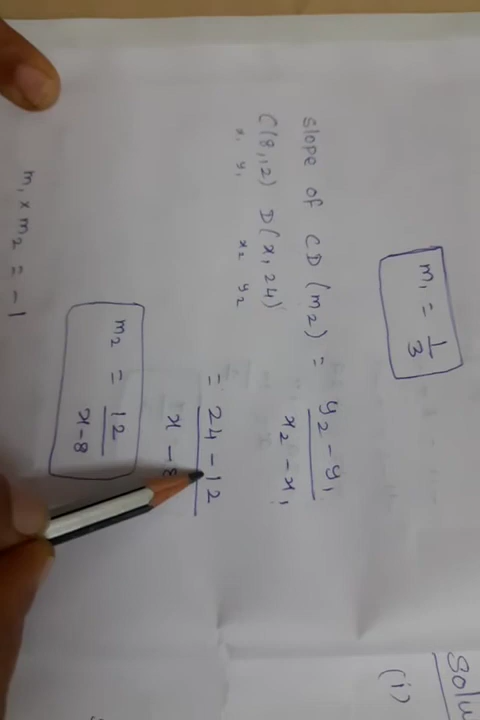 m₁ = 1/3
Slope of CD (m₂) = y₂ - y₁ / x₂ - x₁
C(8,12) D(x, 24)
x₁ y₁ x₂ y₂
= 24 - 12 / x - 8
m₂ = 12 / x-8
m₁ × m₂ = -1
Solu
(i)